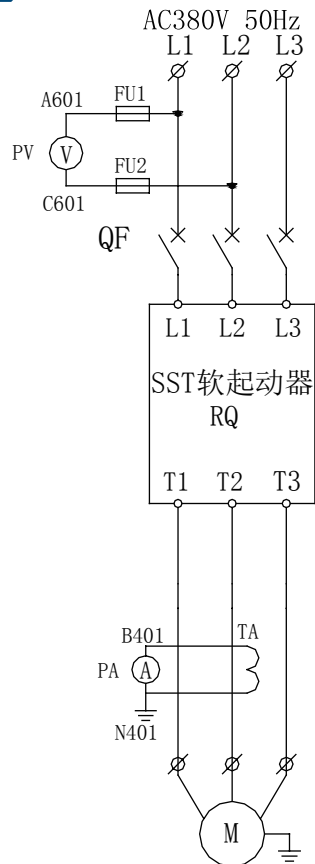 AC380V 50Hz
L1 L2 L3
A601 FU1
PV V
FU2
C601
QF
L1 L2 L3
SST软起动器
RQ
T1 T2 T3
B401 TA
PA A
N401
M